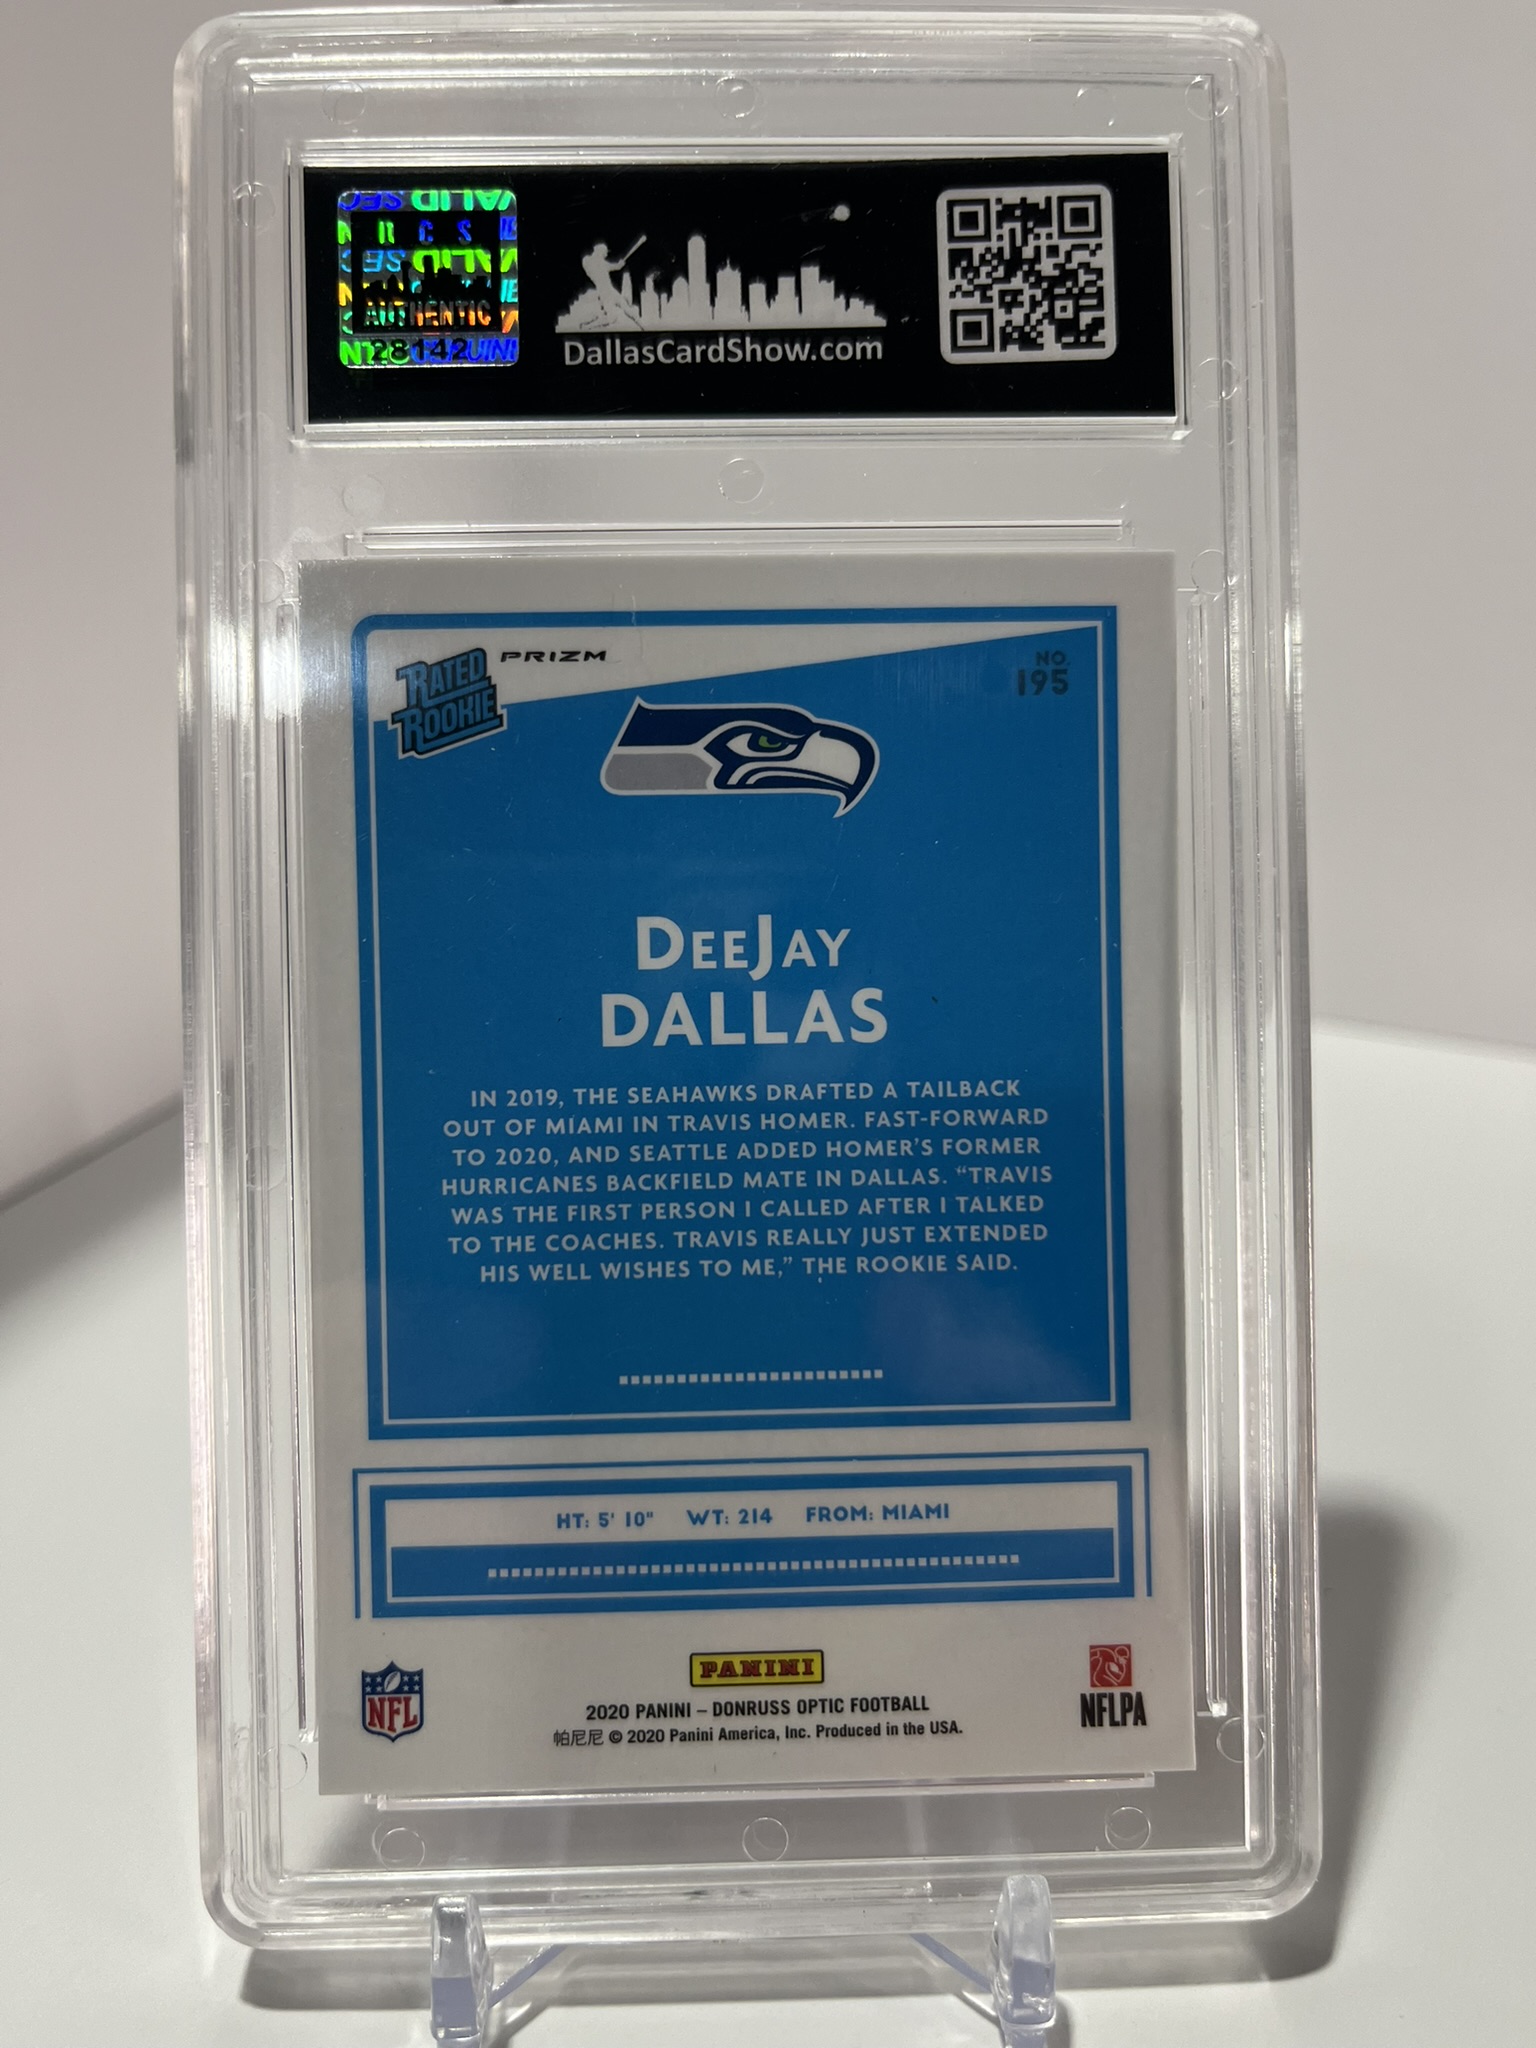 DCS
AUTHENTIC
28142
DallasCardShow.com
RATED
ROOKIE
PRIZM
NO.
195
DEEJAY
DALLAS
IN 2019, THE SEAHAWKS DRAFTED A TAILBACK
OUT OF MIAMI IN TRAVIS HOMER. FAST-FORWARD
TO 2020, AND SEATTLE ADDED HOMER'S FORMER
HURRICANES BACKFIELD MATE IN DALLAS. “TRAVIS
WAS THE FIRST PERSON I CALLED AFTER I TALKED
TO THE COACHES. TRAVIS REALLY JUST EXTENDED
HIS WELL WISHES TO ME,” THE ROOKIE SAID.
HT: 5' 10" WT: 214 FROM: MIAMI
NFL
PANINI
NFLPA
2020 PANINI – DONRUSS OPTIC FOOTBALL
帕尼尼 © 2020 Panini America, Inc. Produced in the USA.